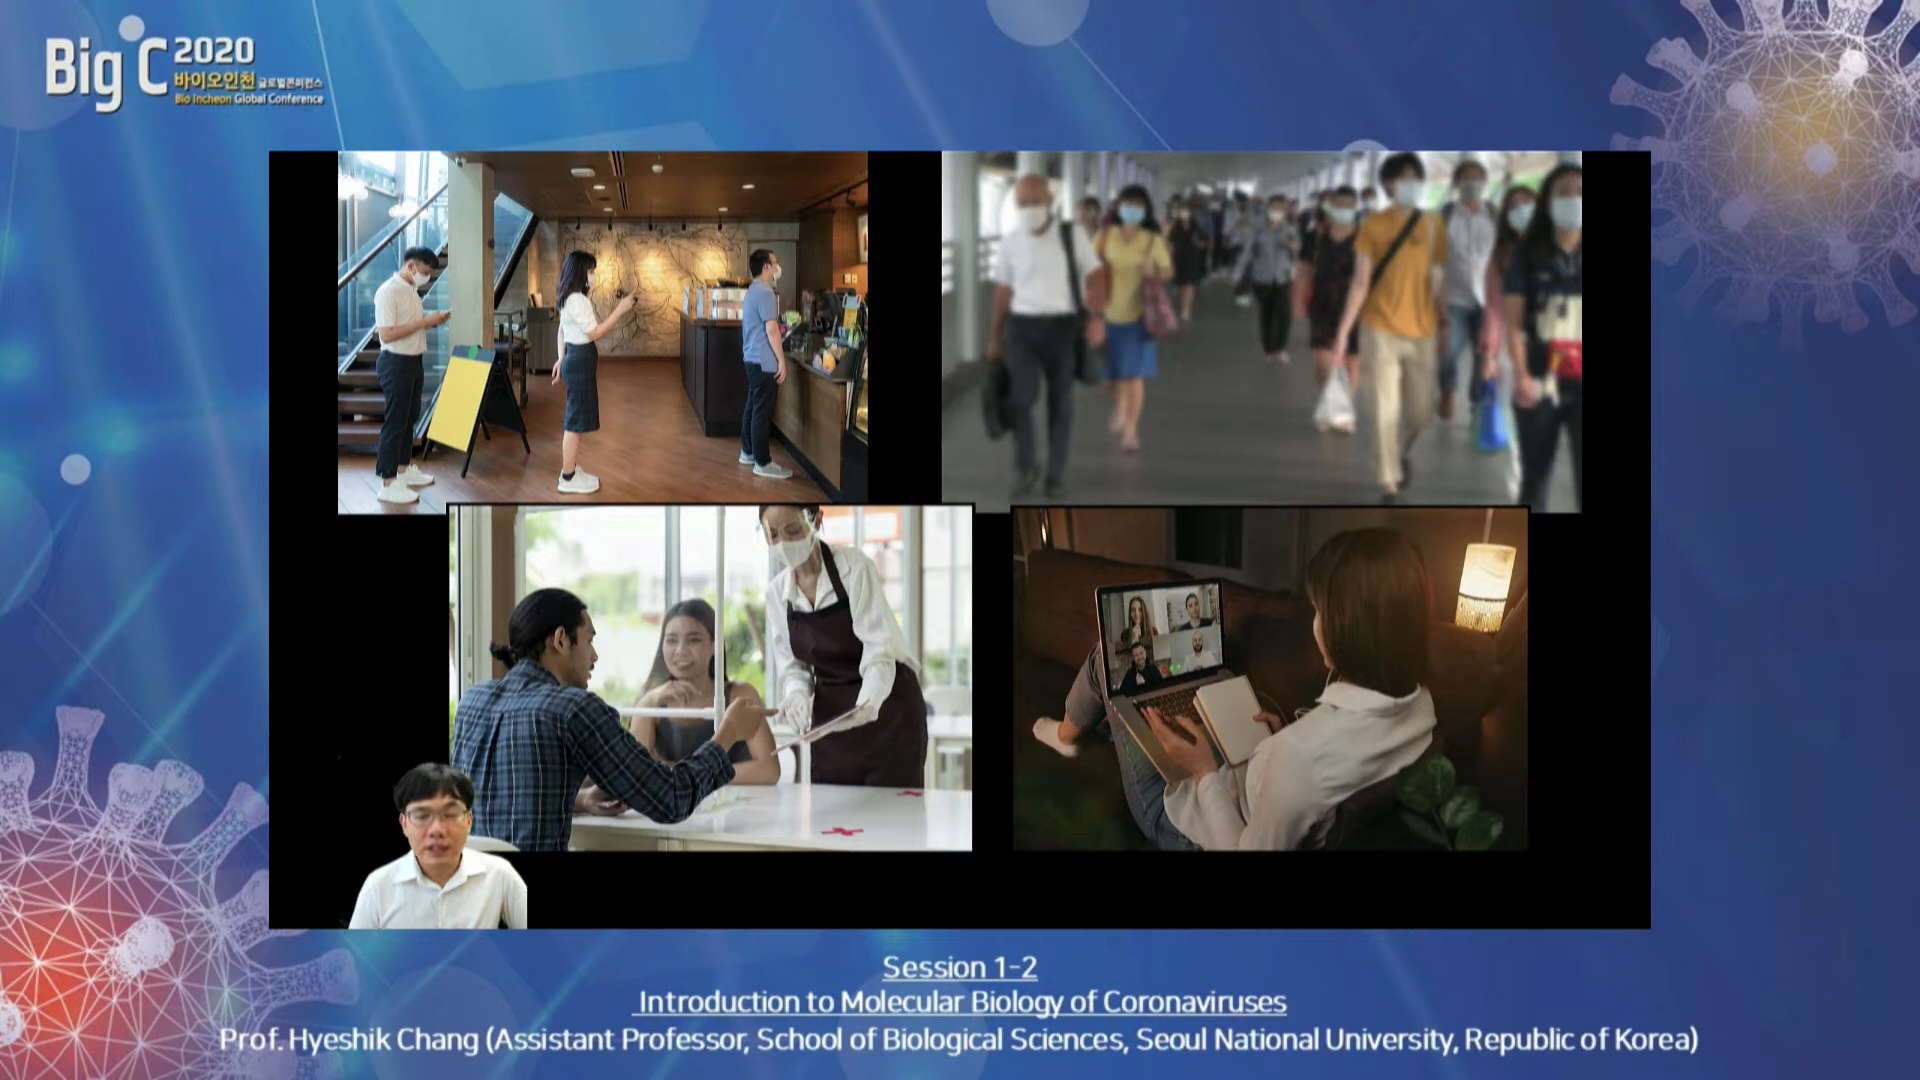 Big C 2020
바이오인천 글로벌콘퍼런스
Bio Incheon Global Conference
Session 1-2
Introduction to Molecular Biology of Coronaviruses
Prof. Hyeshik Chang (Assistant Professor, School of Biological Sciences, Seoul National University, Republic of Korea)